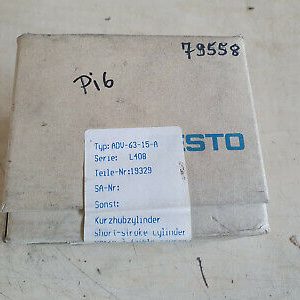 79558
Pi6
ESTO
Typ:ADV-63-15-A
Serie: L408
Teile-Nr:19329
SA-Nr:
Sonst:
Kurzhubzylinder
short-stroke cylinder